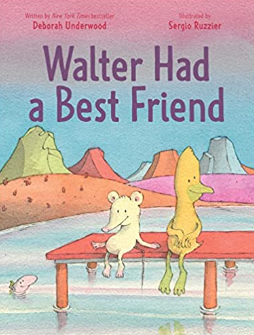 Written by New York Times bestseller
Deborah Underwood
Illustrated by
Sergio Ruzzier
Walter Had
a Best Friend